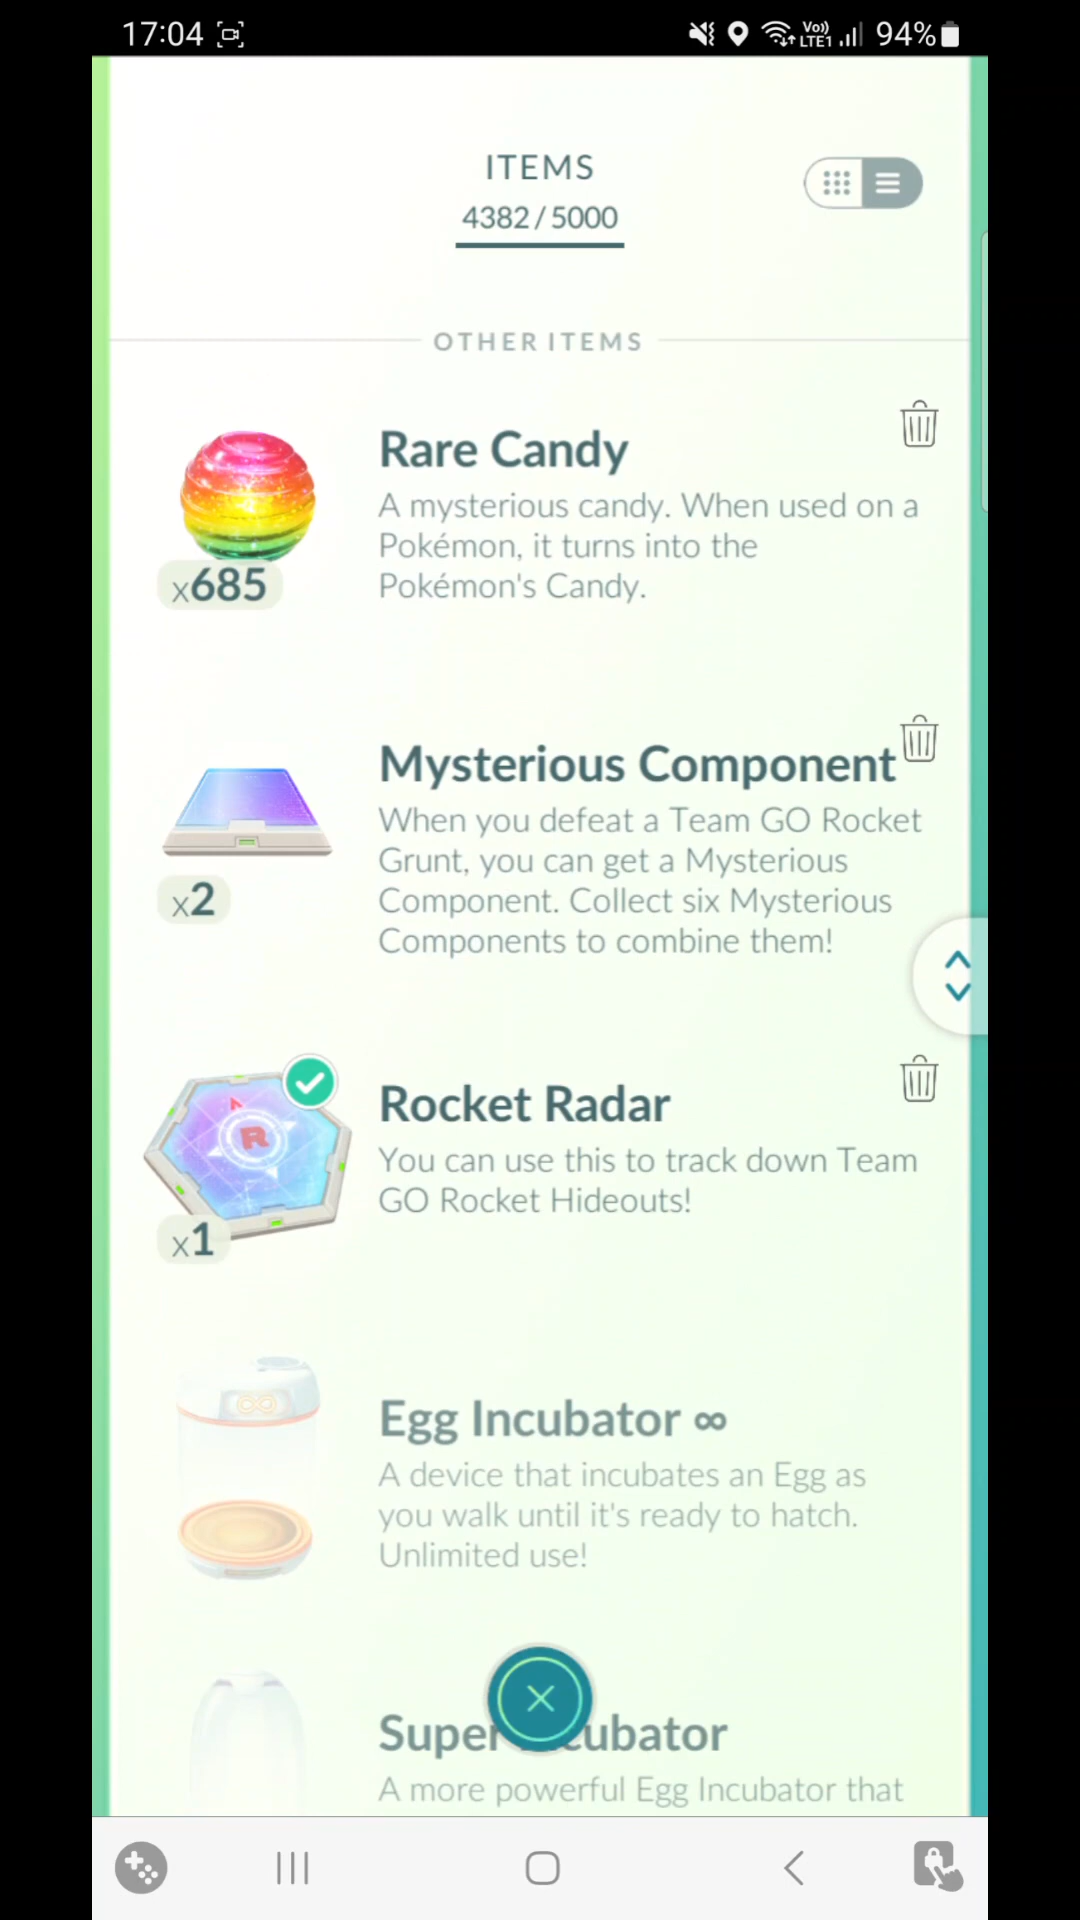 17:04
Vo)) LTE1 94%
ITEMS
4382/5000
OTHER ITEMS
Rare Candy
A mysterious candy. When used on a
Pokémon, it turns into the
Pokémon's Candy.
x685
Mysterious Component
When you defeat a Team GO Rocket
Grunt, you can get a Mysterious
Component. Collect six Mysterious
Components to combine them!
x2
R
Rocket Radar
You can use this to track down Team
GO Rocket Hideouts!
x1
Egg Incubator ∞
A device that incubates an Egg as
you walk until it's ready to hatch.
Unlimited use!
Super ubator
A more powerful Egg Incubator that